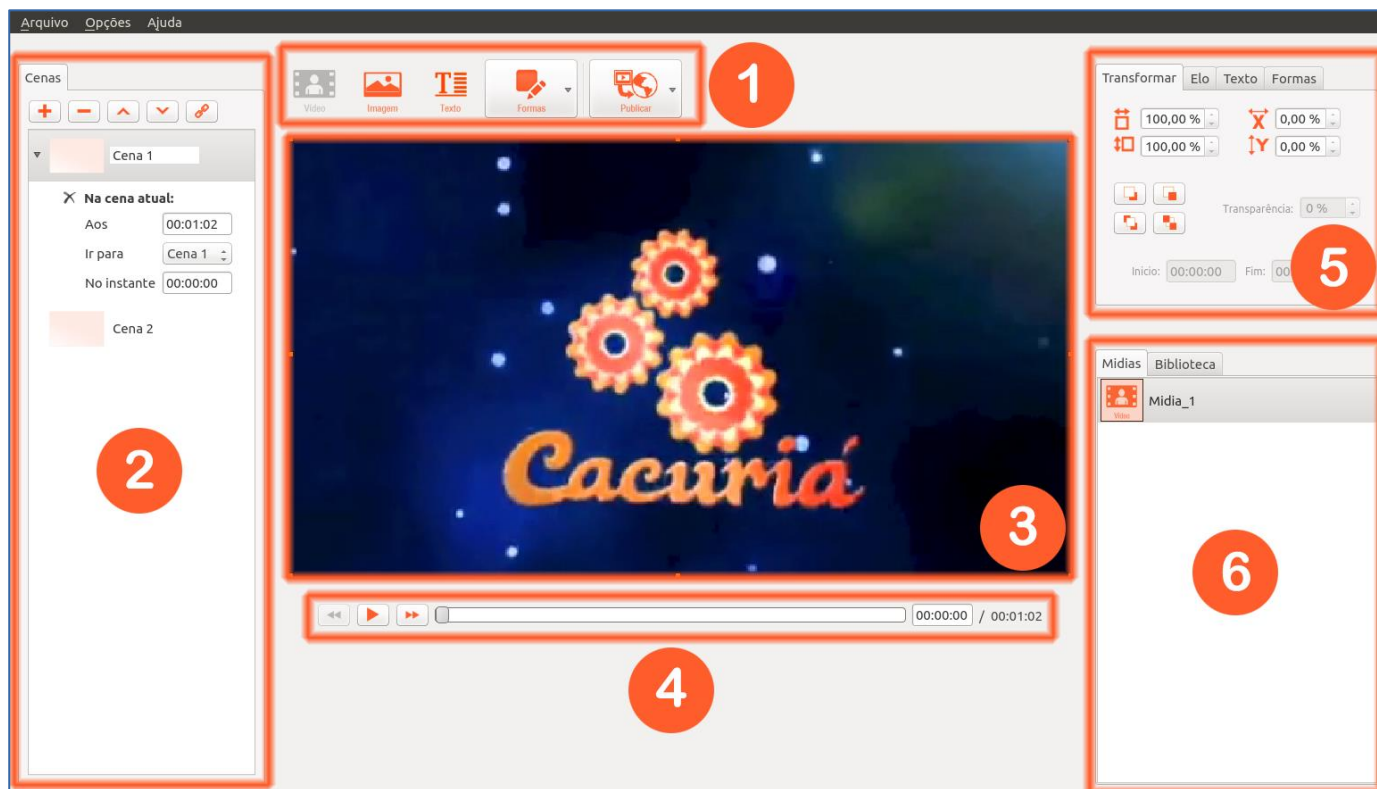 Arquivo Opções Ajuda
Cenas
Vídeo Imagem Texto Formas Publicar
1
Cena 1
Na cena atual:
Aos 00:01:02
Ir para Cena 1
No instante 00:00:00
Cena 2
2
Cacuriá
3
00:00:00 / 00:01:02
4
Transformar Elo Texto Formas
100,00 % X 0,00 %
100,00 % Y 0,00 %
Transparência: 0 %
Inicio: 00:00:00 Fim: 00
5
Midias Biblioteca
Vídeo Midia_1
6